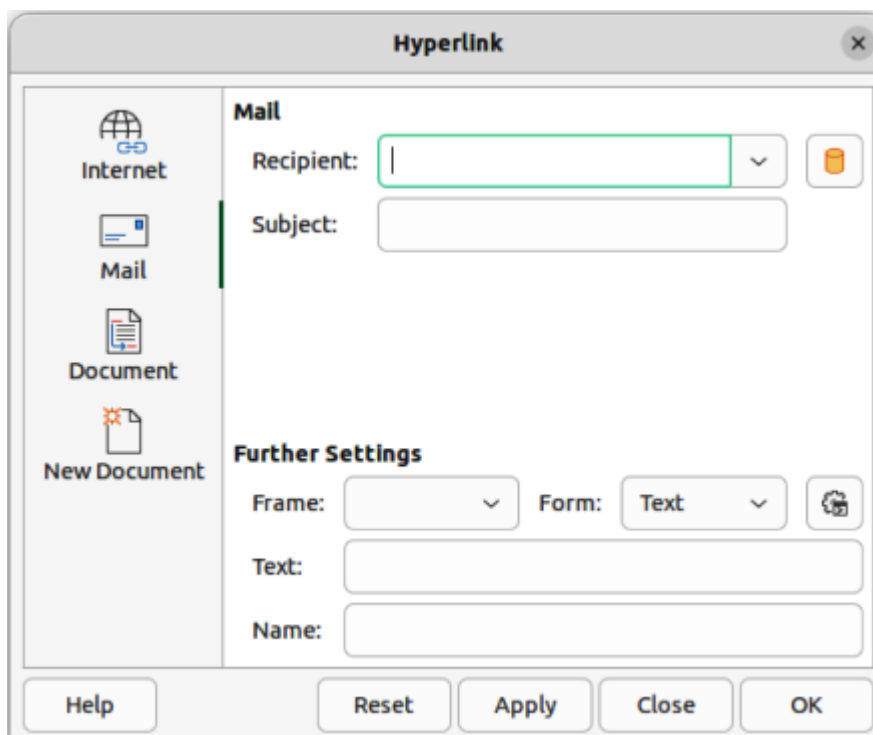 Hyperlink
Internet
Mail
Document
New Document
Mail
Recipient:
Subject:
Further Settings
Frame: Form: Text
Text:
Name:
Help Reset Apply Close OK